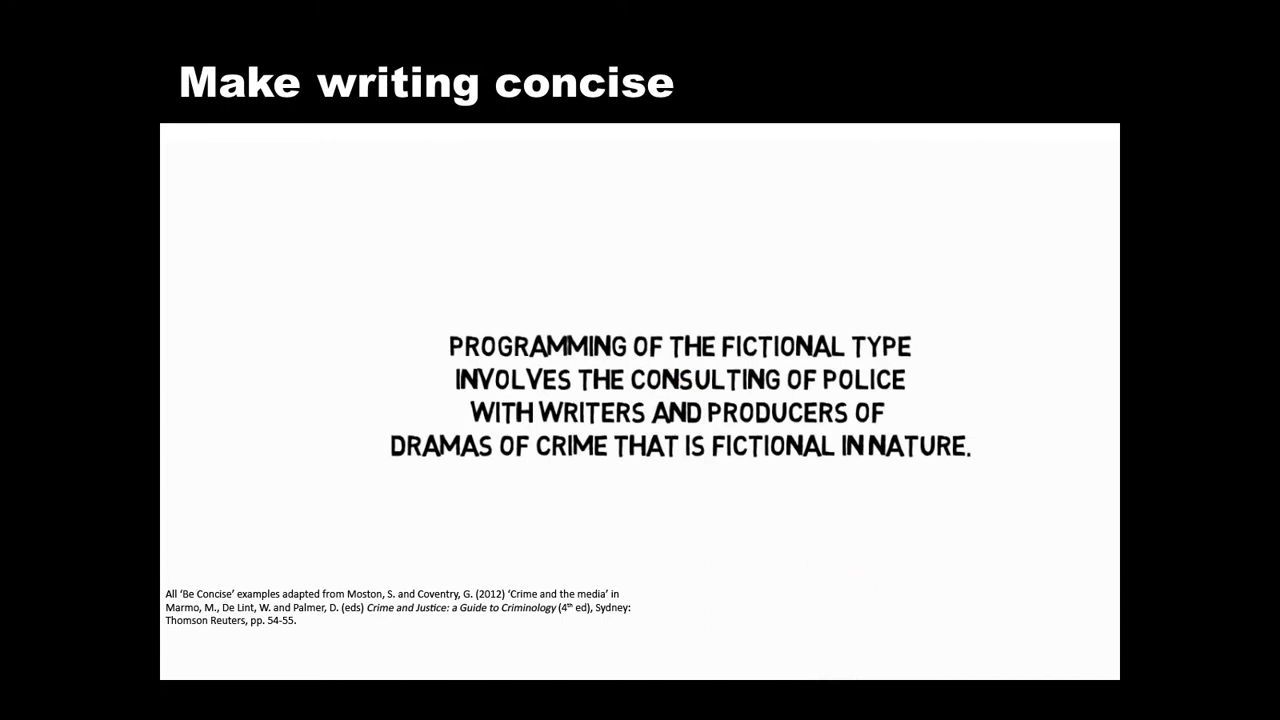 Make writing concise
PROGRAMMING OF THE FICTIONAL TYPE
INVOLVES THE CONSULTING OF POLICE
WITH WRITERS AND PRODUCERS OF
DRAMAS OF CRIME THAT IS FICTIONAL IN NATURE.
All ‘Be Concise’ examples adapted from Moston, S. and Coventry, G. (2012) ‘Crime and the media’ in
Marmo, M., De Lint, W. and Palmer, D. (eds) Crime and Justice: a Guide to Criminology (4th ed), Sydney:
Thomson Reuters, pp. 54-55.